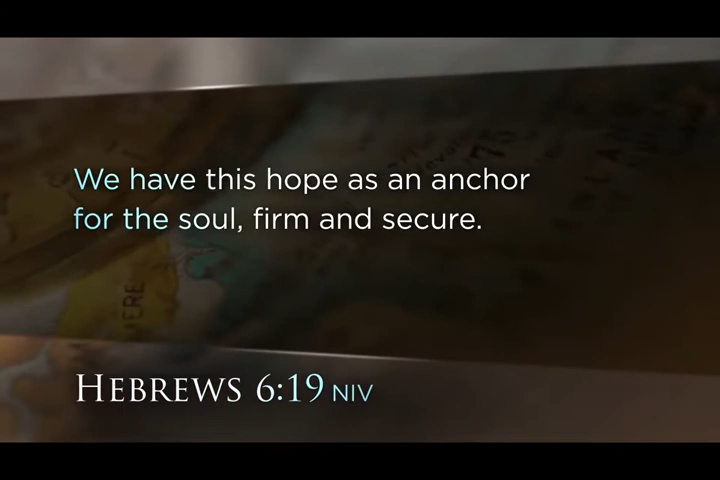 We have this hope as an anchor
for the soul, firm and secure.
HEBREWS 6:19 NIV